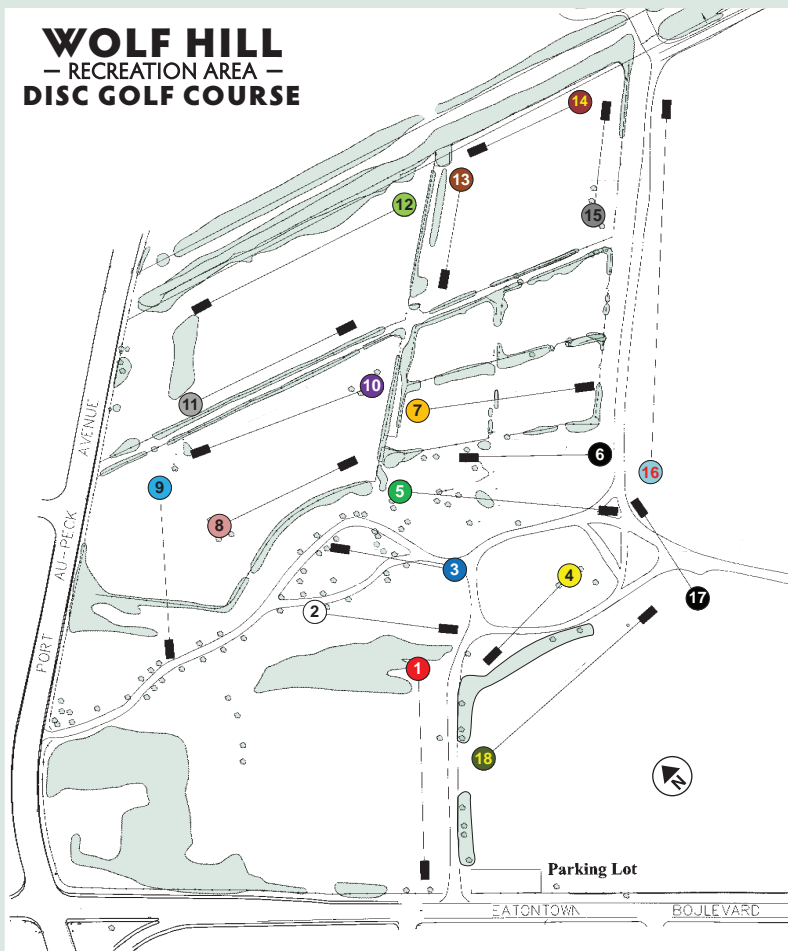 WOLF HILL
– RECREATION AREA –
DISC GOLF COURSE
14
13
12
15
10
11
7
6
16
9
5
8
3
4
17
2
1
18
PORT AU-PECK AVENUE
N
Parking Lot
EATONTOWN BOULEVARD